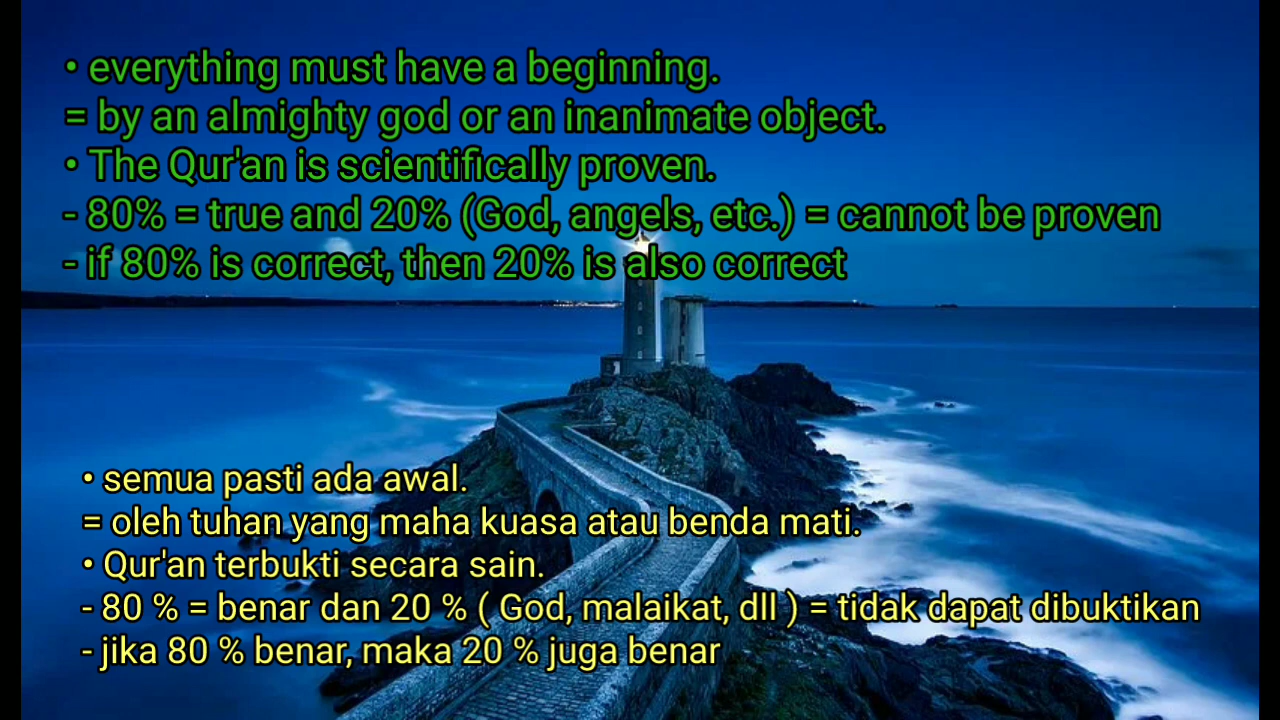 • everything must have a beginning.
= by an almighty god or an inanimate object.
• The Qur'an is scientifically proven.
- 80% = true and 20% (God, angels, etc.) = cannot be proven
- if 80% is correct, then 20% is also correct
• semua pasti ada awal.
= oleh tuhan yang maha kuasa atau benda mati.
• Qur'an terbukti secara sain.
- 80 % = benar dan 20 % ( God, malaikat, dll ) = tidak dapat dibuktikan
- jika 80 % benar, maka 20 % juga benar